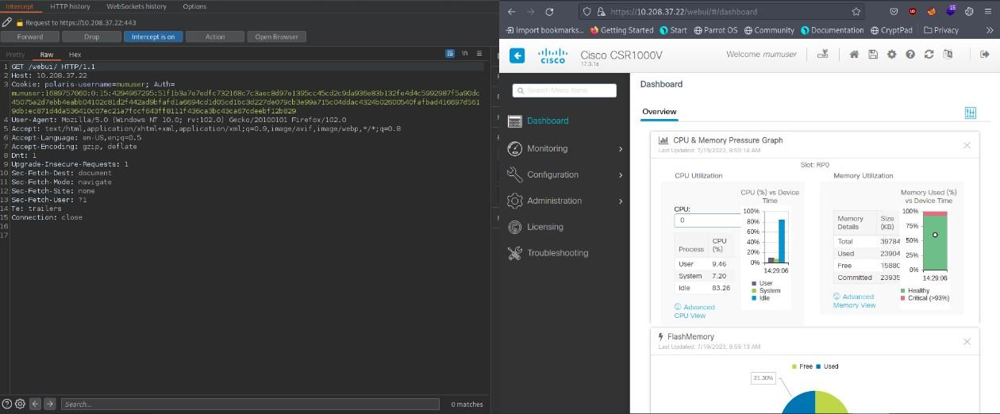 Intercept HTTP history WebSockets history Options
Request to https://10.208.37.22:443
Forward Drop Intercept is on Action Open Browser
Pretty Raw Hex \n
1 GET /webui/ HTTP/1.1
2 Host: 10.208.37.22
3 Cookie: polaris-username=mumuser; Auth=
4 User-Agent: Mozilla/5.0 (Windows NT 10.0; rv:102.0) Gecko/20100101 Firefox/102.0
5 Accept: text/html,application/xhtml+xml,application/xml;q=0.9,image/avif,image/webp,*/*;q=0.8
6 Accept-Language: en-US,en;q=0.5
7 Accept-Encoding: gzip, deflate
8 Dnt: 1
9 Upgrade-Insecure-Requests: 1
10 Sec-Fetch-Dest: document
11 Sec-Fetch-Mode: navigate
12 Sec-Fetch-Site: none
13 Sec-Fetch-User: ?1
14 Te: trailers
15 Connection: close
16
17
Search... 0 matches
https://10.208.37.22/webui/#/dashboard 15
Import bookmarks... Getting Started Start Parrot OS Community Documentation CryptPad Privacy
CISCO Cisco CSR1000V Welcome mumuser
17.3.1a
Search Menu Items
Dashboard
Monitoring
Configuration
Administration
Licensing
Troubleshooting
Dashboard
Overview
CPU & Memory Pressure Graph
Last Updated: 7/19/2023, 8:59:14 AM
Slot: RP0
CPU Utilization
CPU:
0
Process CPU (%)
User 9.46
System 7.20
Idle 83.26
Advanced
CPU View
CPU (%) vs Device
Time
100%
80%
60%
40%
20%
0%
14:29:06
User
System
Idle
Memory Utilization
Memory Details Size (KB)
Total 39784
Used 23904
Free 15880
Committed 23935
Advanced
Memory View
Memory Used (%)
vs Device Time
100%
75%
50%
25%
0%
14:29:06
Healthy
Critical (>93%)
FlashMemory
Last Updated: 7/19/2023, 8:59:13 AM
Free Used
21.30%